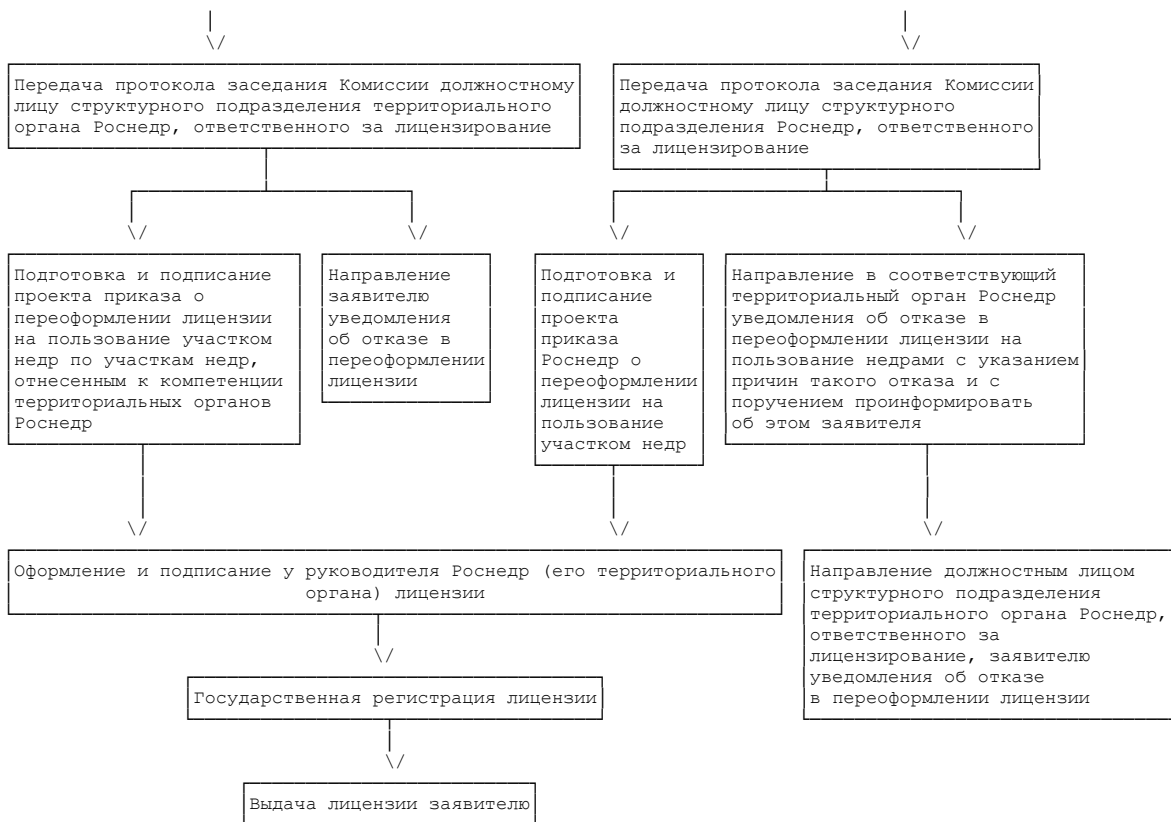 Передача протокола заседания Комиссии должностному
лицу структурного подразделения территориального
органа Роснедр, ответственного за лицензирование
Передача протокола заседания Комиссии
должностному лицу структурного
подразделения Роснедр, ответственного
за лицензирование
Подготовка и подписание
проекта приказа о
переоформлении лицензии
на пользование участком
недр по участкам недр,
отнесенным к компетенции
территориальных органов
Роснедр
Направление
заявителю
уведомления
об отказе в
переоформлении
лицензии
Подготовка и
подписание
проекта
приказа
Роснедр о
переоформлении
лицензии на
пользование
участком недр
Направление в соответствующий
территориальный орган Роснедр
уведомления об отказе в
переоформлении лицензии на
пользование недрами с указанием
причин такого отказа и с
поручением проинформировать
об этом заявителя
Оформление и подписание у руководителя Роснедр (его территориального
органа) лицензии
Направление должностным лицом
структурного подразделения
территориального органа Роснедр,
ответственного за
лицензирование, заявителю
уведомления об отказе
в переоформлении лицензии
Государственная регистрация лицензии
Выдача лицензии заявителю